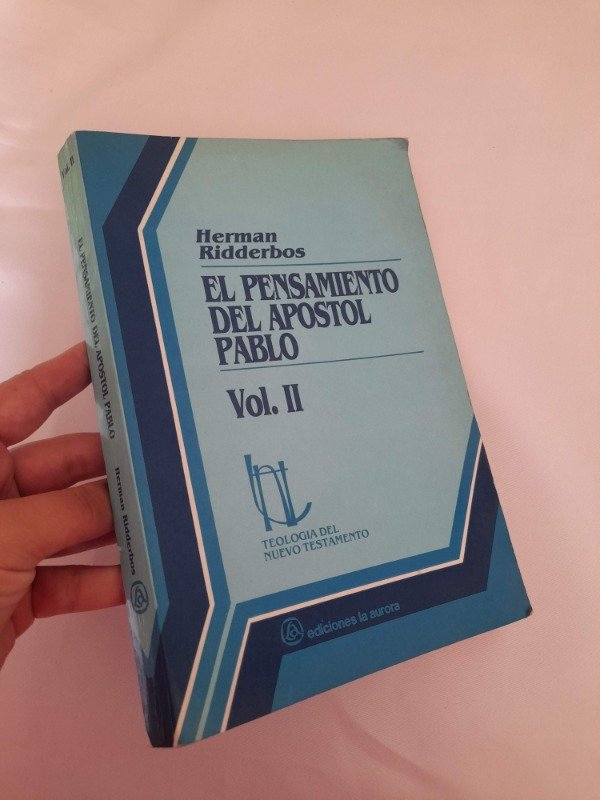 Herman
Ridderbos
EL PENSAMIENTO
DEL APOSTOL
PABLO
Vol. II
TEOLOGIA DEL
NUEVO TESTAMENTO
ediciones la aurora
Vol. II
EL PENSAMIENTO DEL APOSTOL PABLO
Herman Ridderbos